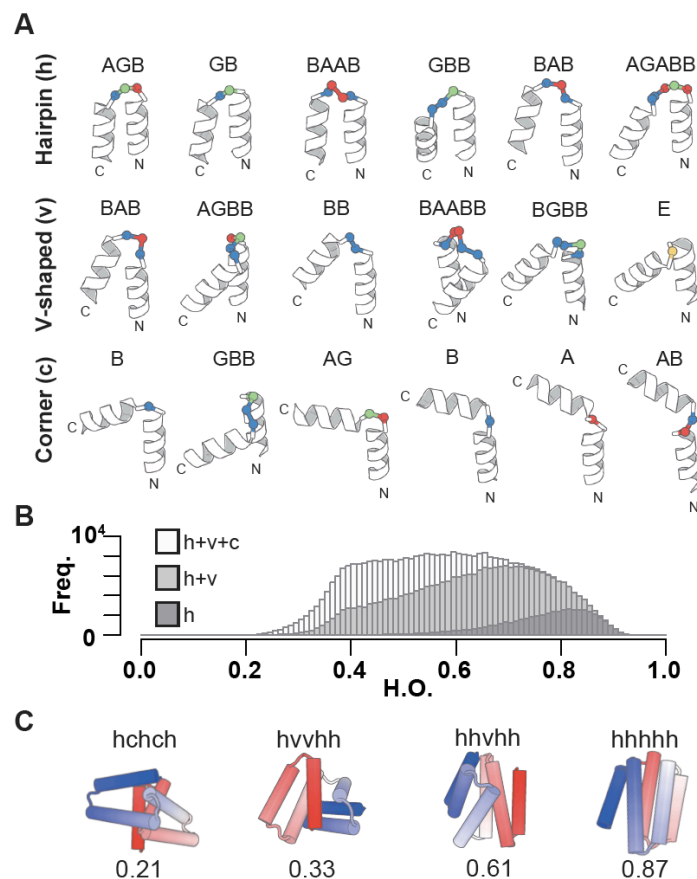 A
Hairpin (h)
AGB GB BAAB GBB BAB AGABB
C N C N C N C N C N C N
V-shaped (v)
BAB AGBB BB BAABB BGBB E
C N C N C N C N C N C N
Corner (c)
B GBB AG B A AB
C N C N C N C N C N C N
B
Freq.
10⁴
0
h+v+c
h+v
h
0.0 0.2 0.4 0.6 0.8 1.0
H.O.
C
hchch hvvhh hhvhh hhhhh
0.21 0.33 0.61 0.87